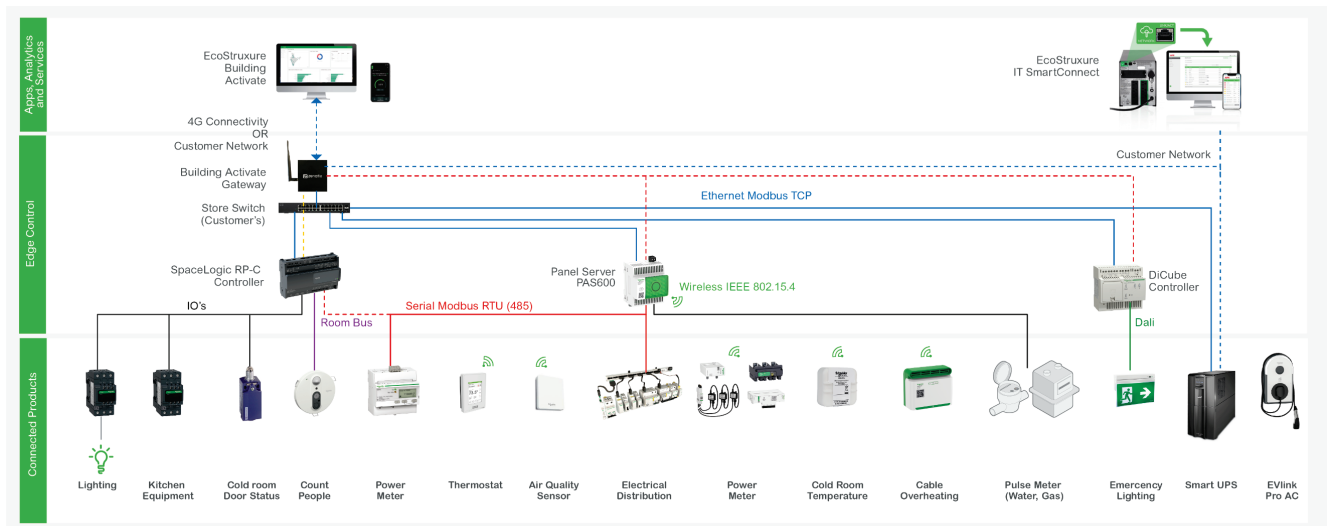 Apps, Analytics
and Services
EcoStruxure
Building
Activate
EcoStruxure
IT SmartConnect
4G Connectivity
OR
Customer Network
Customer Network
Edge Control
Building Activate
Gateway
Ethernet Modbus TCP
Store Switch
(Customer's)
SpaceLogic RP-C
Controller
Panel Server
PAS600
Wireless IEEE 802.15.4
DiCube
Controller
IO's
Serial Modbus RTU (485)
Room Bus
Dali
Connected Products
Lighting
Kitchen
Equipment
Cold room
Door Status
Count
People
Power
Meter
Thermostat
Air Quality
Sensor
Electrical
Distribution
Power
Meter
Cold Room
Temperature
Cable
Overheating
Pulse Meter
(Water, Gas)
Emercency
Lighting
Smart UPS
EVlink
Pro AC